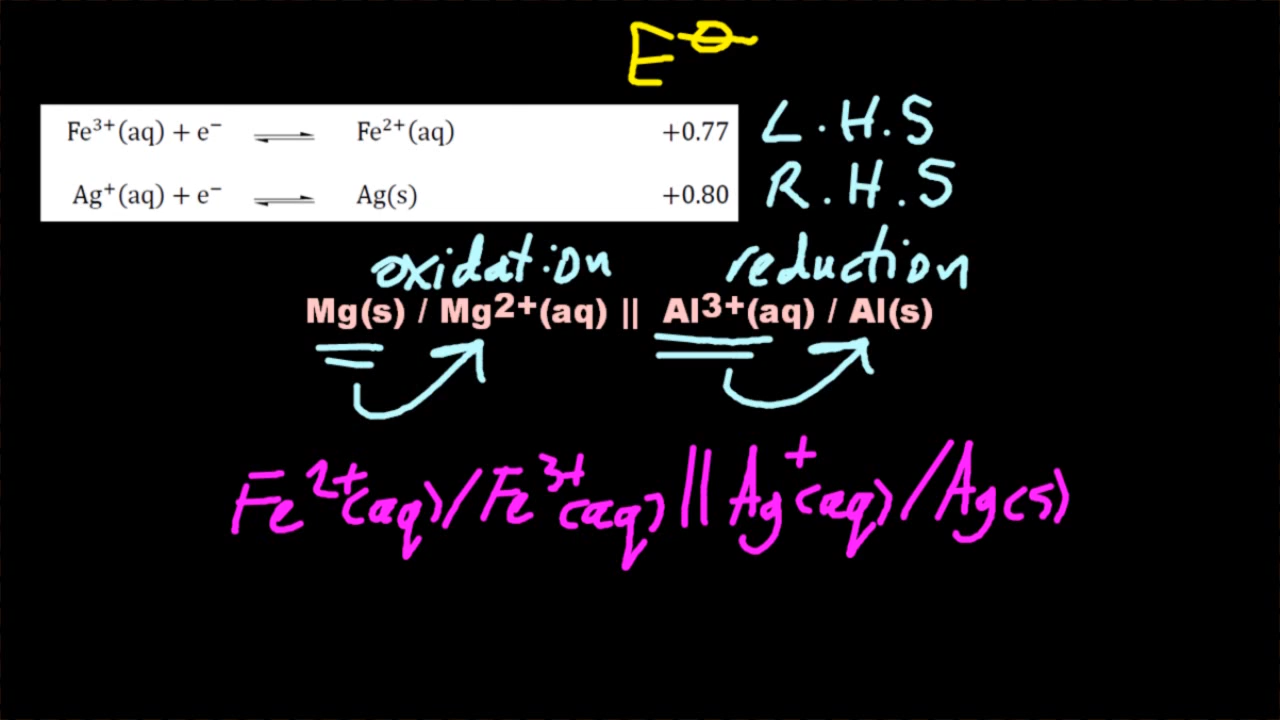 E⦵
Fe³⁺(aq) + e⁻ ⇌ Fe²⁺(aq) +0.77 L.H.S
Ag⁺(aq) + e⁻ ⇌ Ag(s) +0.80 R.H.S
oxidation reduction
Mg(s) / Mg2+(aq) || Al3+(aq) / Al(s)
Fe²⁺(aq)/Fe³⁺(aq)||Ag⁺(aq)/Ag(s)